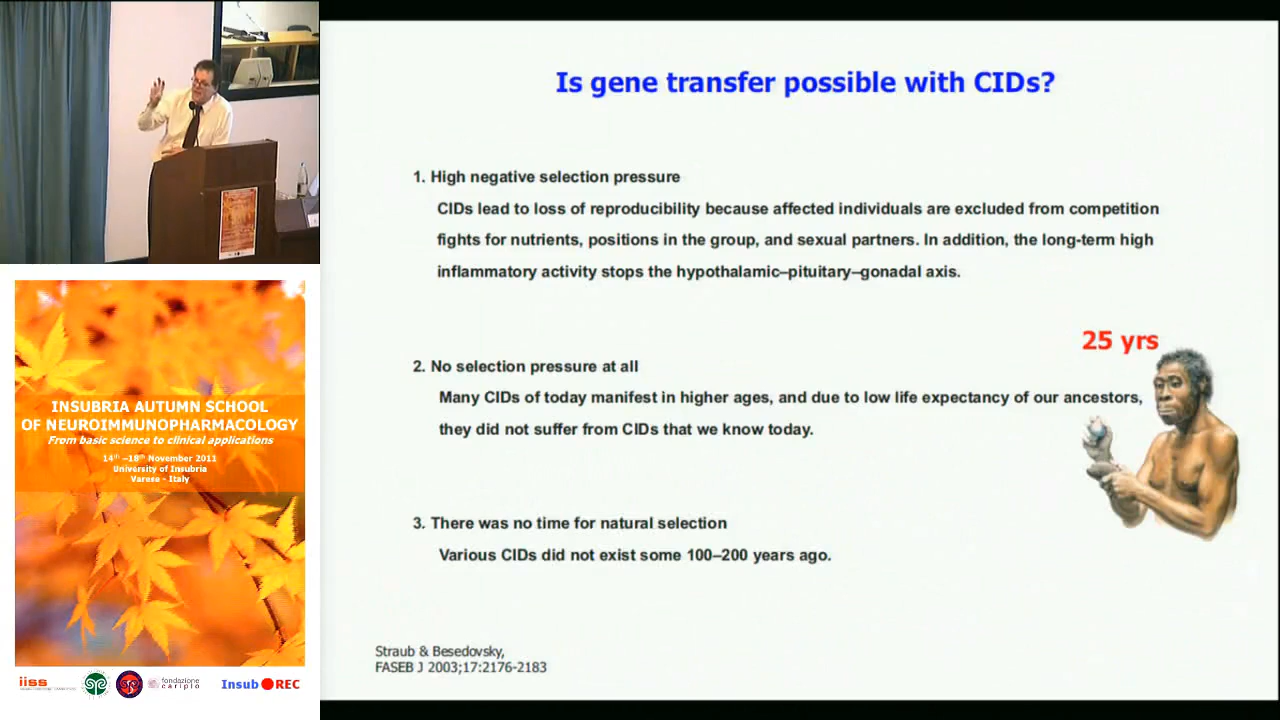 Is gene transfer possible with CIDs?
1. High negative selection pressure
CIDs lead to loss of reproducibility because affected individuals are excluded from competition
fights for nutrients, positions in the group, and sexual partners. In addition, the long-term high
inflammatory activity stops the hypothalamic–pituitary–gonadal axis.
25 yrs
2. No selection pressure at all
Many CIDs of today manifest in higher ages, and due to low life expectancy of our ancestors,
they did not suffer from CIDs that we know today.
3. There was no time for natural selection
Various CIDs did not exist some 100–200 years ago.
Straub & Besedovsky,
FASEB J 2003;17:2176-2183
INSUBRIA AUTUMN SCHOOL
OF NEUROIMMUNOPHARMACOLOGY
From basic science to clinical applications
14th –18th November 2011
University of Insubria
Varese - Italy
iiss
fondazione
cariplo
Insub REC